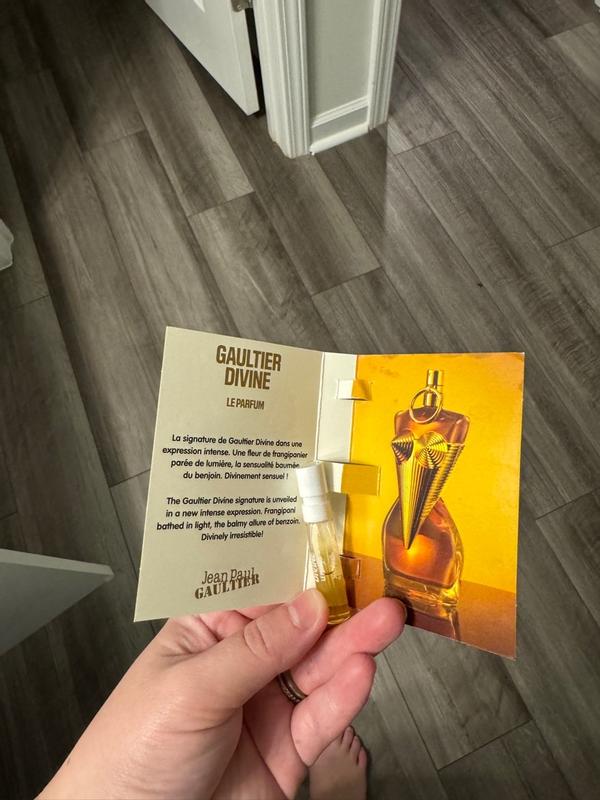 GAULTIER
DIVINE
LE PARFUM
La signature de Gaultier Divine dans une
expression intense. Une fleur de frangipanier
parée de lumière, la sensualité baumée
du benjoin. Divinement sensuel !
The Gaultier Divine signature is unveiled
in a new intense expression. Frangipani
bathed in light, the balmy allure of benzoin.
Divinely irresistible!
Jean Paul
GAULTIER